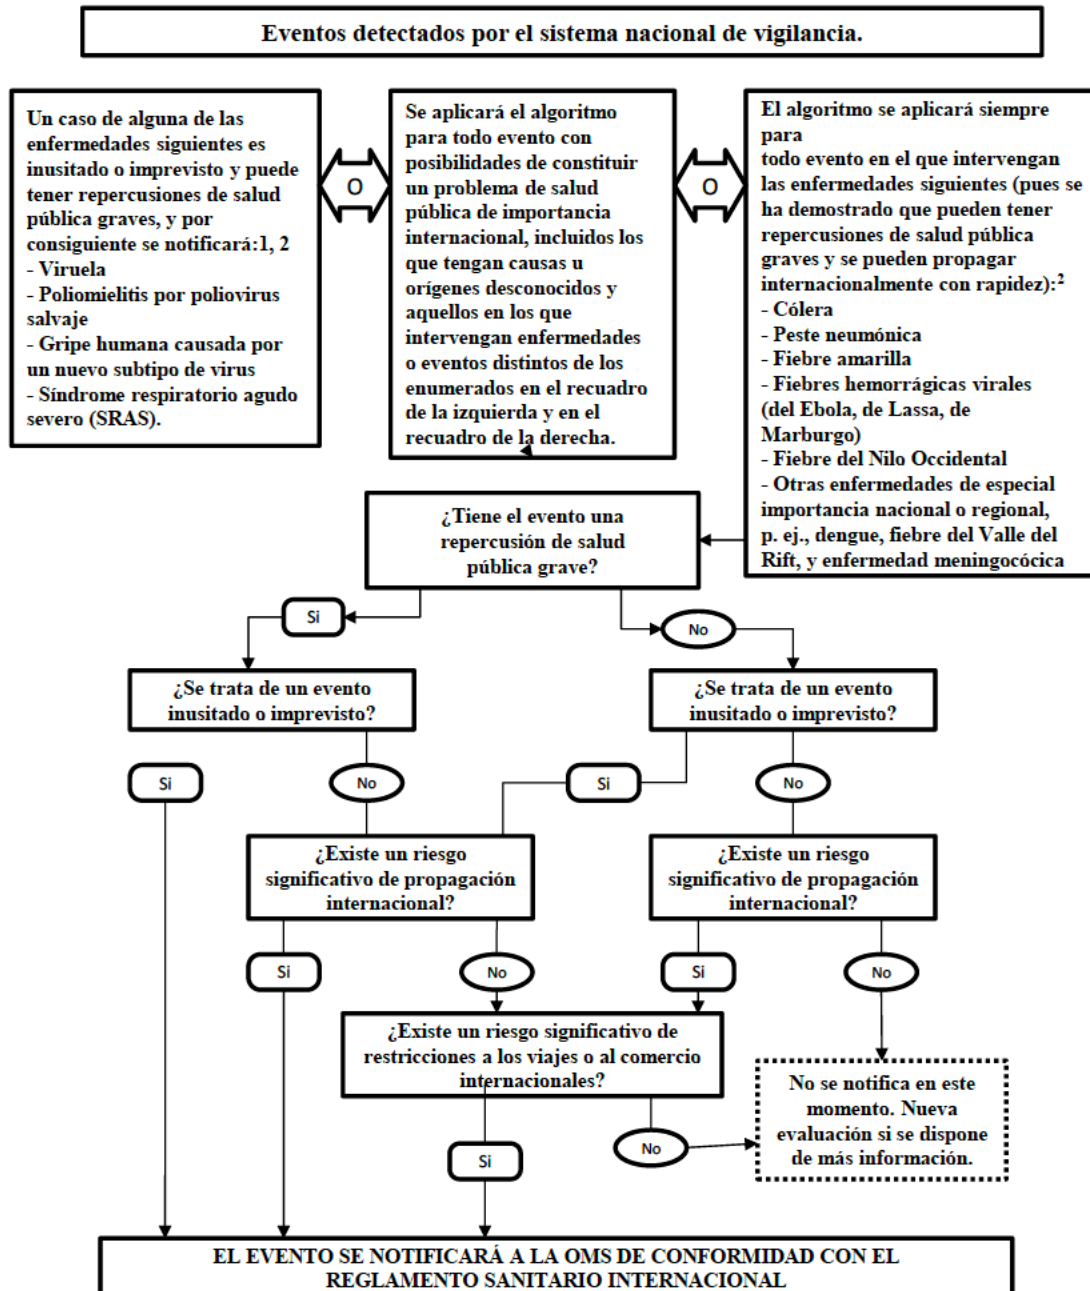 Eventos detectados por el sistema nacional de vigilancia.
Un caso de alguna de las
enfermedades siguientes es
inusitado o imprevisto y puede
tener repercusiones de salud
pública graves, y por
consiguiente se notificará:1, 2
- Viruela
- Poliomielitis por poliovirus
salvaje
- Gripe humana causada por
un nuevo subtipo de virus
- Síndrome respiratorio agudo
severo (SRAS).
O
Se aplicará el algoritmo
para todo evento con
posibilidades de constituir
un problema de salud
pública de importancia
internacional, incluidos los
que tengan causas u
orígenes desconocidos y
aquellos en los que
intervengan enfermedades
o eventos distintos de los
enumerados en el recuadro
de la izquierda y en el
recuadro de la derecha.
O
El algoritmo se aplicará siempre
para
todo evento en el que intervengan
las enfermedades siguientes (pues se
ha demostrado que pueden tener
repercusiones de salud pública
graves y se pueden propagar
internacionalmente con rapidez):²
- Cólera
- Peste neumónica
- Fiebre amarilla
- Fiebres hemorrágicas virales
(del Ebola, de Lassa, de
Marburgo)
- Fiebre del Nilo Occidental
- Otras enfermedades de especial
importancia nacional o regional,
p. ej., dengue, fiebre del Valle del
Rift, y enfermedad meningocócica
¿Tiene el evento una
repercusión de salud
pública grave?
Si
No
¿Se trata de un evento
inusitado o imprevisto?
¿Se trata de un evento
inusitado o imprevisto?
Si
No
Si
No
¿Existe un riesgo
significativo de propagación
internacional?
¿Existe un riesgo
significativo de propagación
internacional?
Si
No
Si
No
¿Existe un riesgo significativo de
restricciones a los viajes o al comercio
internacionales?
No se notifica en este
momento. Nueva
evaluación si se dispone
de más información.
Si
No
EL EVENTO SE NOTIFICARÁ A LA OMS DE CONFORMIDAD CON EL
REGLAMENTO SANITARIO INTERNACIONAL